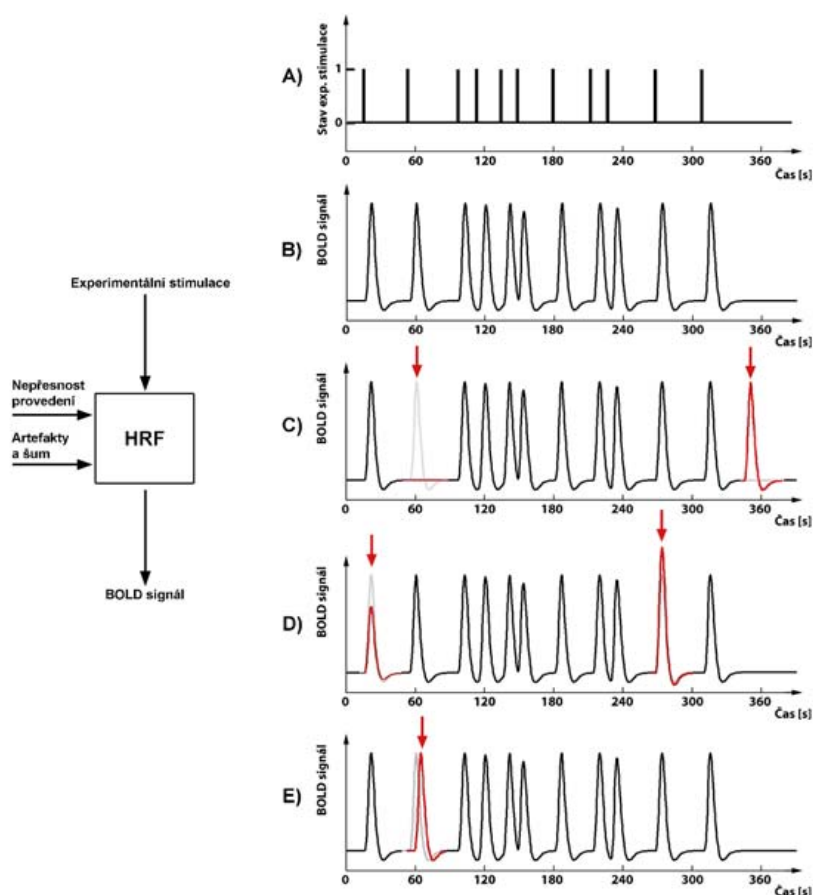 Experimentální stimulace
Nepřesnost
provedení
Artefakty
a šum
HRF
BOLD signál
A)
Stav exp. stimulace
1
0
0 60 120 180 240 300 360
Čas [s]
B)
BOLD signál
0 60 120 180 240 300 360
Čas [s]
C)
BOLD signál
0 60 120 180 240 300 360
Čas [s]
D)
BOLD signál
0 60 120 180 240 300 360
Čas [s]
E)
BOLD signál
0 60 120 180 240 300 360
Čas [s]